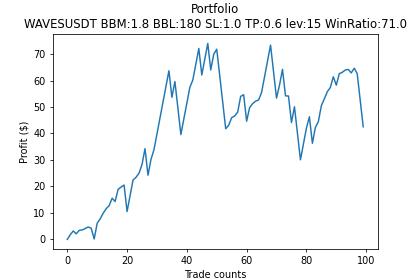 Portfolio
WAVESUSDT BBM:1.8 BBL:180 SL:1.0 TP:0.6 lev:15 WinRatio:71.0
70
60
50
40
30
20
10
0
Profit ($)
0 20 40 60 80 100
Trade counts